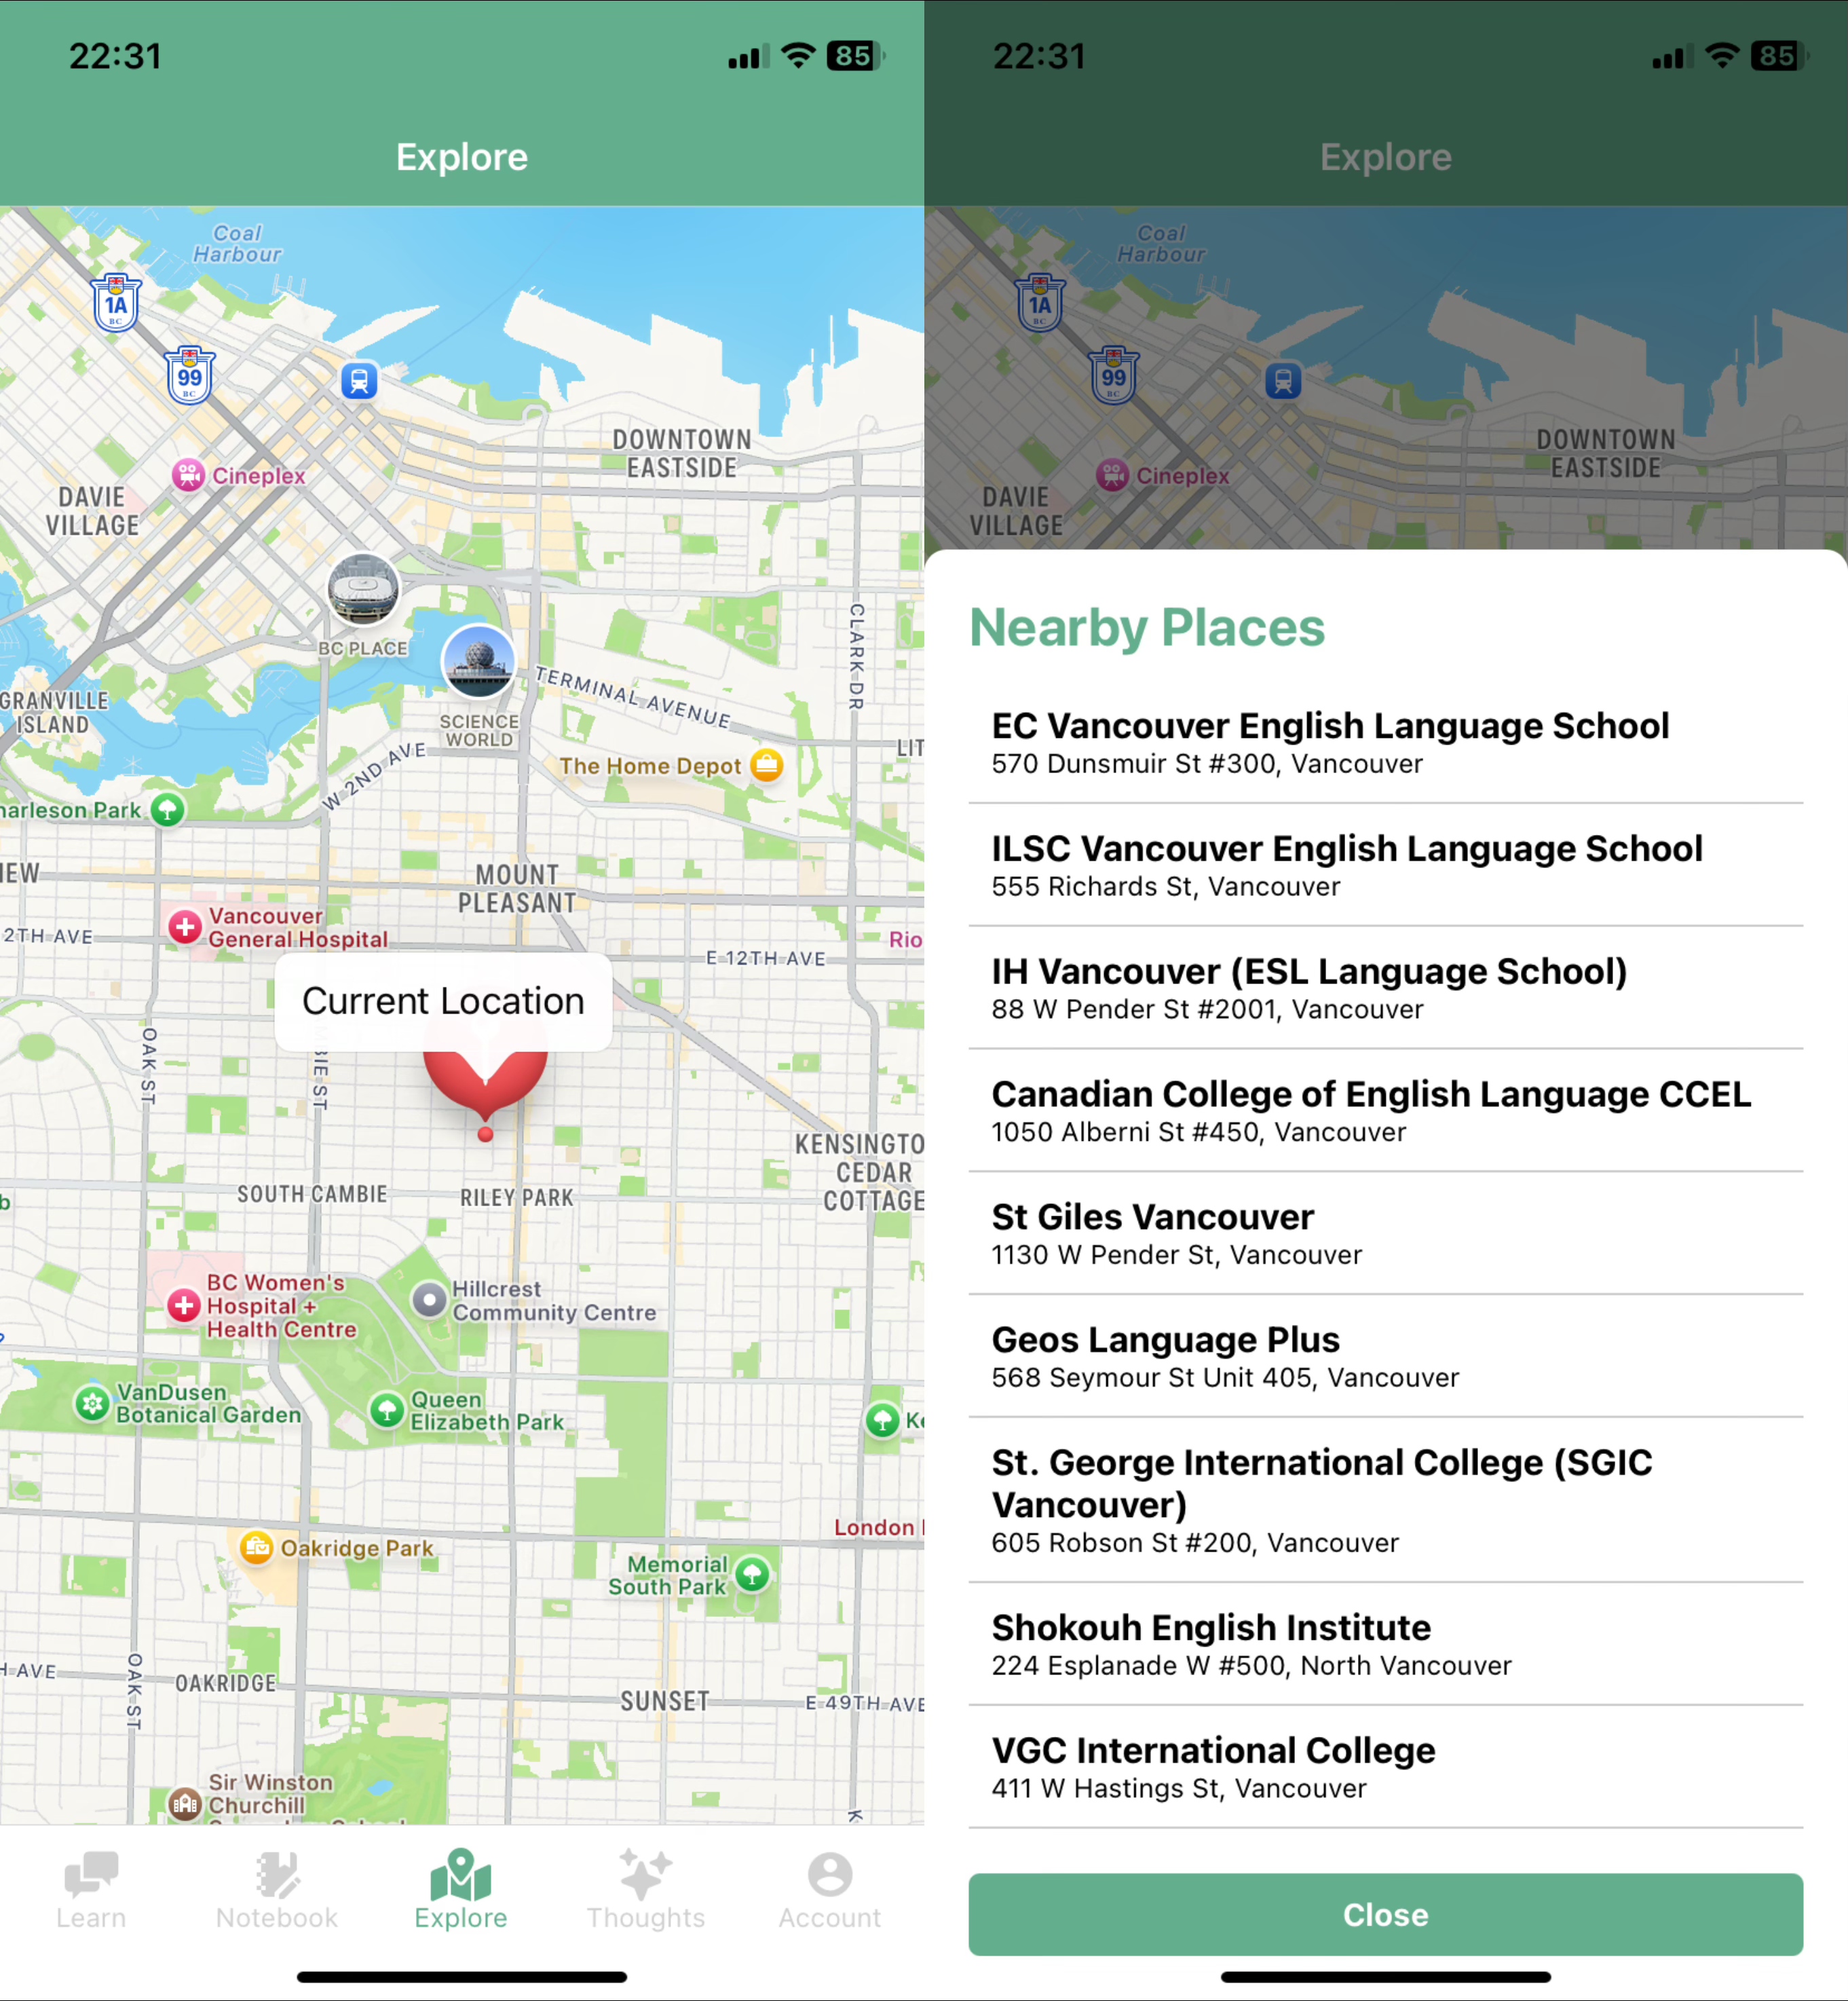 22:31
85
Explore
Coal
Harbour
1A
BC
99
BC
DOWNTOWN
EASTSIDE
Cineplex
DAVIE
VILLAGE
BC PLACE
CLARK DR
GRANVILLE
ISLAND
TERMINAL AVENUE
SCIENCE
WORLD
LIT
W 2ND AVE
The Home Depot
harleson Park
IEW
MOUNT
PLEASANT
Vancouver
General Hospital
2TH AVE
Rio
E 12TH AVE
Current Location
OAK ST
BIE ST
KENSINGTO
CEDAR
COTTAGE
SOUTH CAMBIE
RILEY PARK
b
BC Women's
Hospital +
Health Centre
Hillcrest
Community Centre
VanDusen
Botanical Garden
Queen
Elizabeth Park
Ke
London
Oakridge Park
Memorial
South Park
H AVE
OAK ST
OAKRIDGE
SUNSET
E 49TH AVE
Sir Winston
Churchill
K
Learn
Notebook
Explore
Thoughts
Account
22:31
85
Explore
Coal
Harbour
1A
BC
99
BC
DOWNTOWN
EASTSIDE
Cineplex
DAVIE
VILLAGE
Nearby Places
EC Vancouver English Language School
570 Dunsmuir St #300, Vancouver
ILSC Vancouver English Language School
555 Richards St, Vancouver
IH Vancouver (ESL Language School)
88 W Pender St #2001, Vancouver
Canadian College of English Language CCEL
1050 Alberni St #450, Vancouver
St Giles Vancouver
1130 W Pender St, Vancouver
Geos Language Plus
568 Seymour St Unit 405, Vancouver
St. George International College (SGIC
Vancouver)
605 Robson St #200, Vancouver
Shokouh English Institute
224 Esplanade W #500, North Vancouver
VGC International College
411 W Hastings St, Vancouver
Close